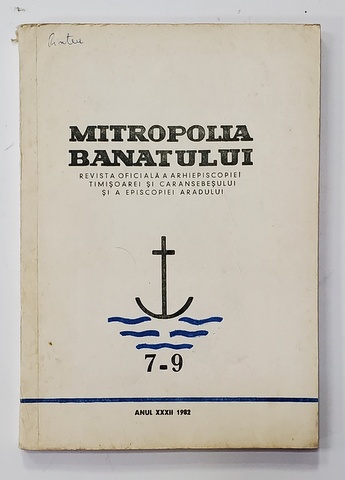 MITROPOLIA
BANATULUI
REVISTA OFICIALĂ A ARHIEPISCOPIEI
TIMIȘOAREI ȘI CARANSEBEȘULUI
ȘI A EPISCOPIEI ARADULUI
7-9
ANUL XXXII 1982